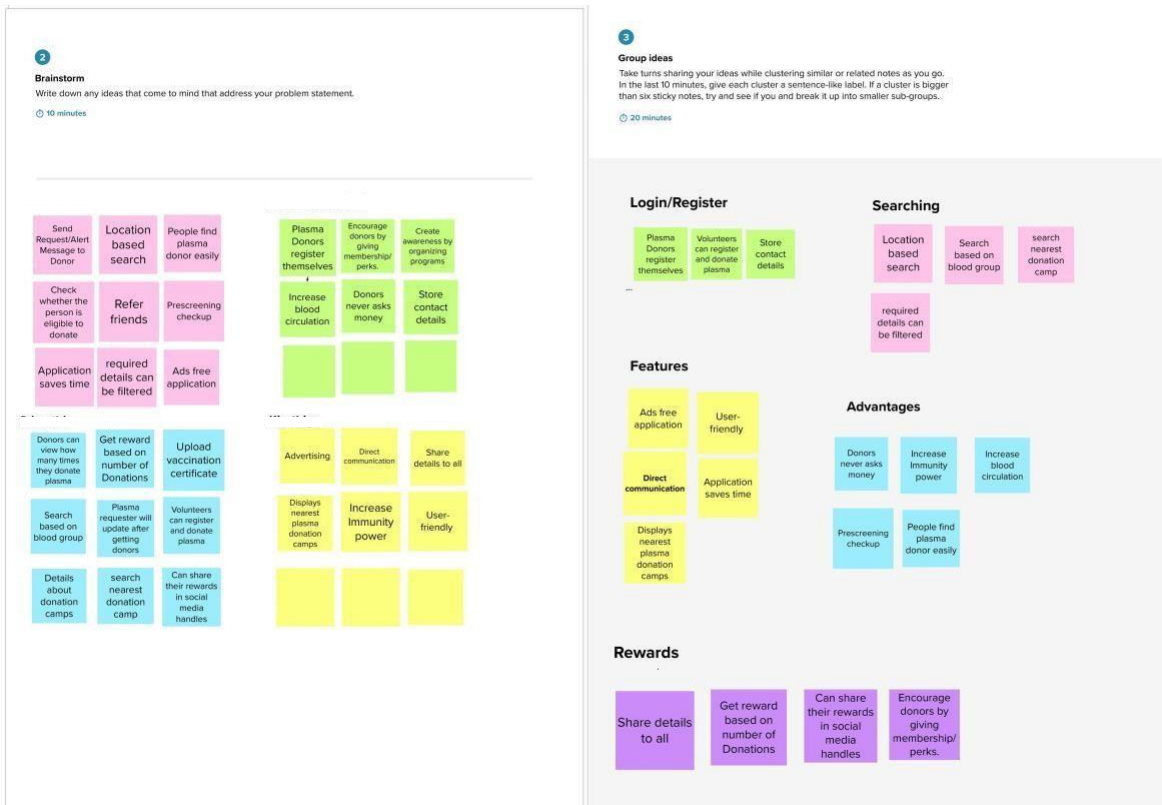 2
Brainstorm
Write down any ideas that come to mind that address your problem statement.
10 minutes
Send
Request/Alert
Message to
Donor
Location
based
search
People find
plasma
donor easily
Check
whether the
person is
eligible to
donate
Refer
friends
Prescreening
checkup
Application
saves time
required
details can
be filtered
Ads free
application
Plasma
Donors
register
themselves
Encourage
donors by
giving
membership/
perks.
Create
awareness by
organizing
programs
Increase
blood
circulation
Donors
never asks
money
Store
contact
details
Donors can
view how
many times
they donate
plasma
Get reward
based on
number of
Donations
Upload
vaccination
certificate
Search
based on
blood group
Plasma
requester will
update after
getting
donors
Volunteers
can register
and donate
plasma
Details
about
donation
camps
search
nearest
donation
camp
Can share
their rewards
in social
media
handles
Advertising
Direct
communication
Share
details to all
Displays
nearest
plasma
donation
camps
Increase
Immunity
power
User-
friendly
3
Group ideas
Take turns sharing your ideas while clustering similar or related notes as you go.
In the last 10 minutes, give each cluster a sentence-like label. If a cluster is bigger
than six sticky notes, try and see if you and break it up into smaller sub-groups.
20 minutes
Login/Register
Plasma
Donors
register
themselves
Volunteers
can register
and donate
plasma
Store
contact
details
...
Searching
Location
based
search
Search
based on
blood group
search
nearest
donation
camp
required
details can
be filtered
Features
Ads free
application
User-
friendly
Direct
communication
Application
saves time
Displays
nearest
plasma
donation
camps
Advantages
Donors
never asks
money
Increase
Immunity
power
Increase
blood
circulation
Prescreening
checkup
People find
plasma
donor easily
Rewards
Share details
to all
Get reward
based on
number of
Donations
Can share
their rewards
in social
media
handles
Encourage
donors by
giving
membership/
perks.